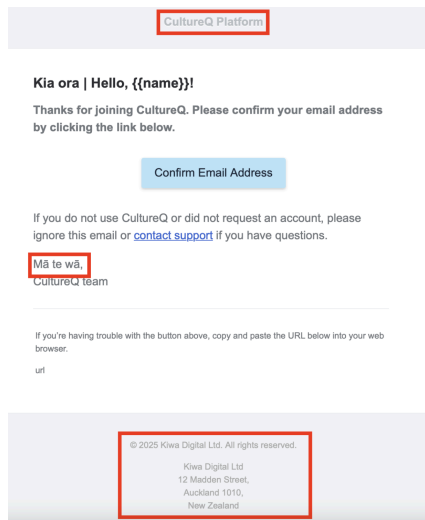 CultureQ Platform
Kia ora | Hello, {{name}}!
Thanks for joining CultureQ. Please confirm your email address
by clicking the link below.
Confirm Email Address
If you do not use CultureQ or did not request an account, please
ignore this email or contact support if you have questions.
Mā te wā,
CultureQ team
If you're having trouble with the button above, copy and paste the URL below into your web
browser.
url
© 2025 Kiwa Digital Ltd. All rights reserved.
Kiwa Digital Ltd
12 Madden Street,
Auckland 1010,
New Zealand